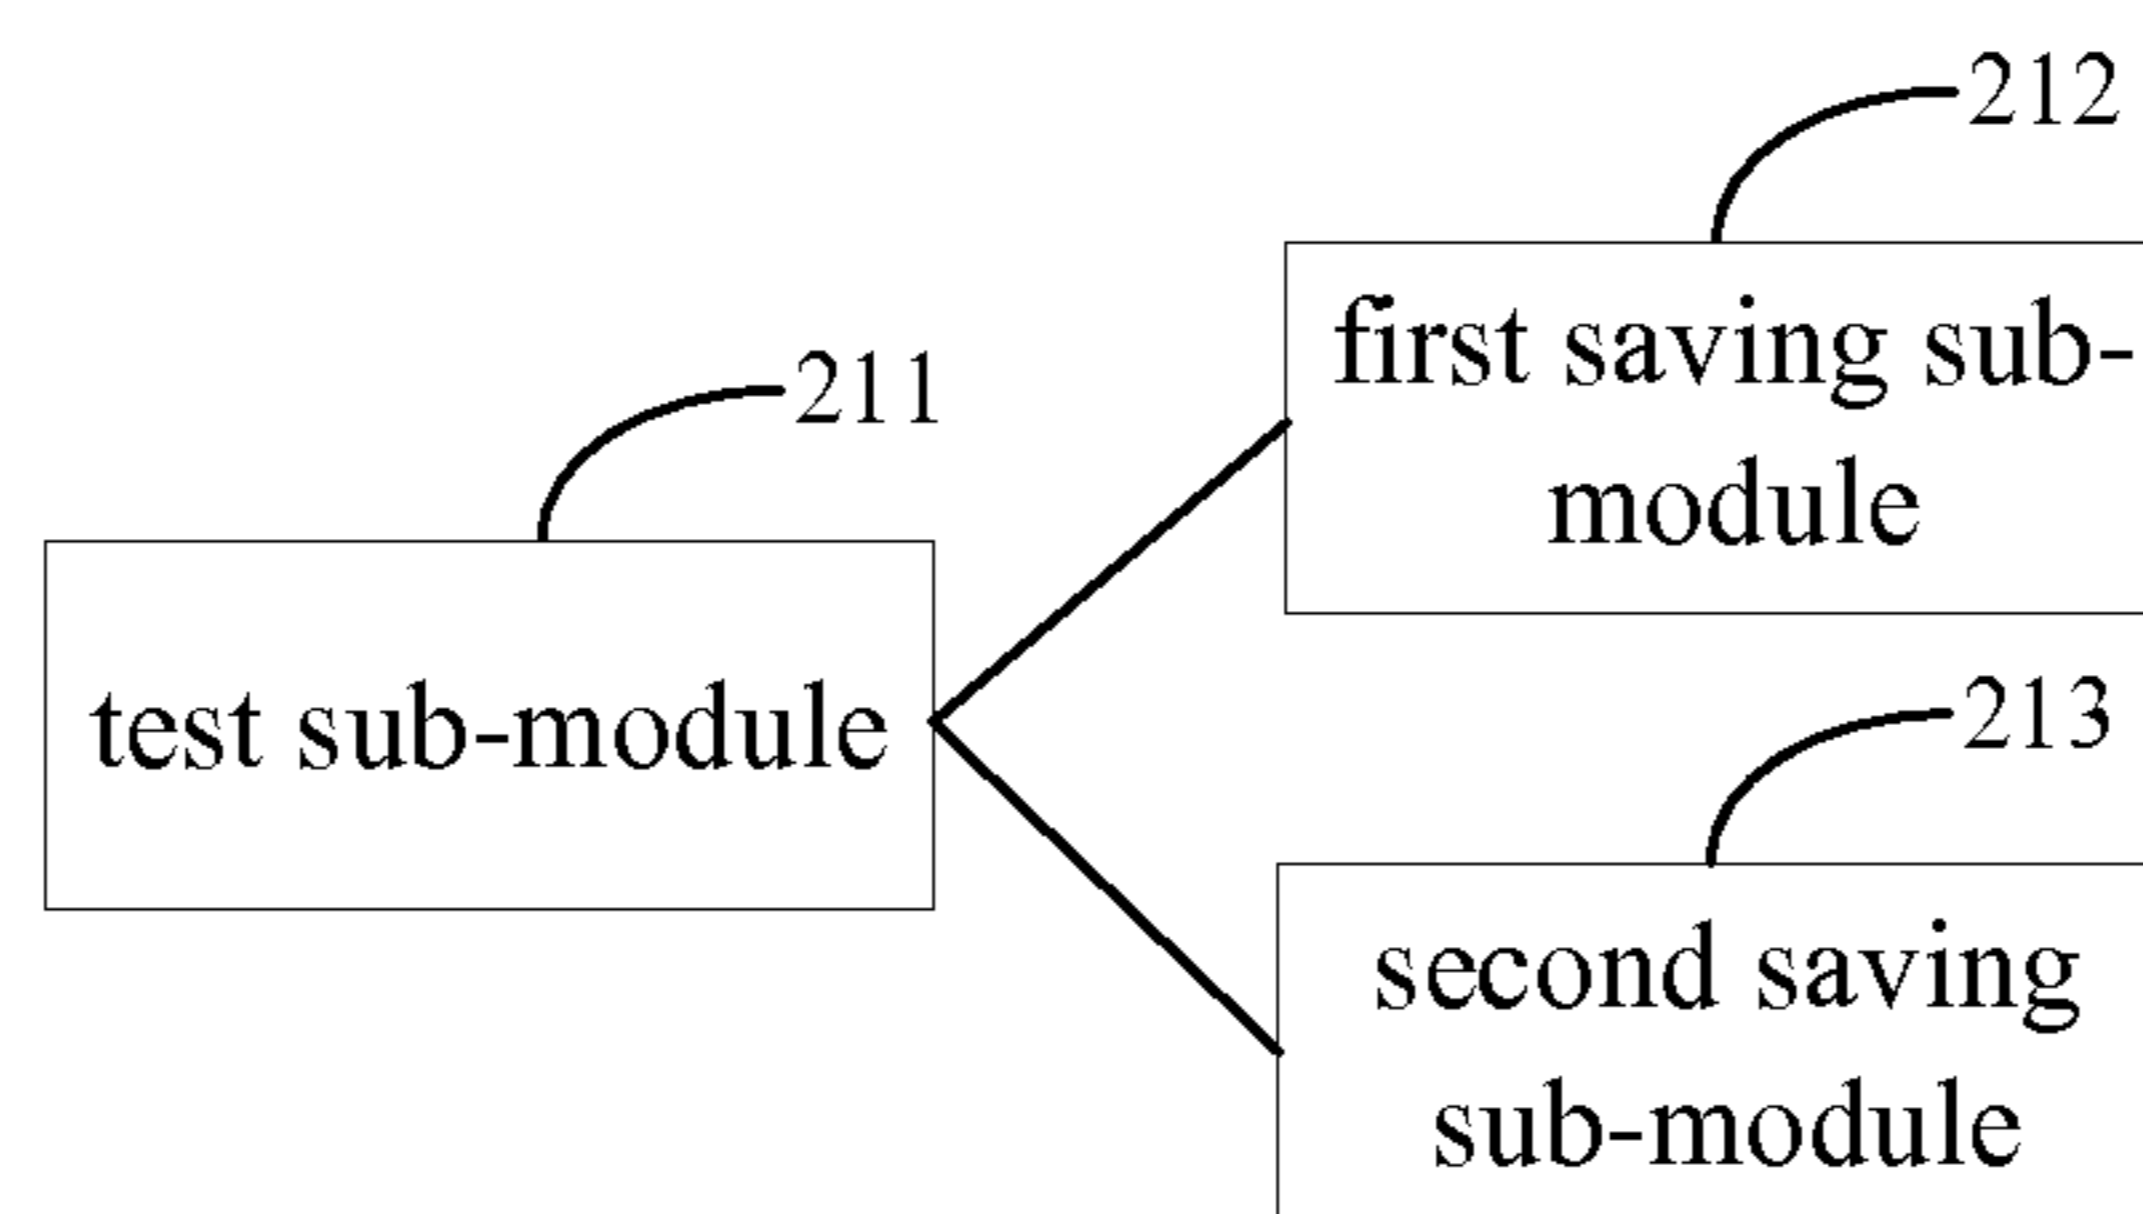 212
first saving sub-
module
211
test sub-module
213
second saving
sub-module